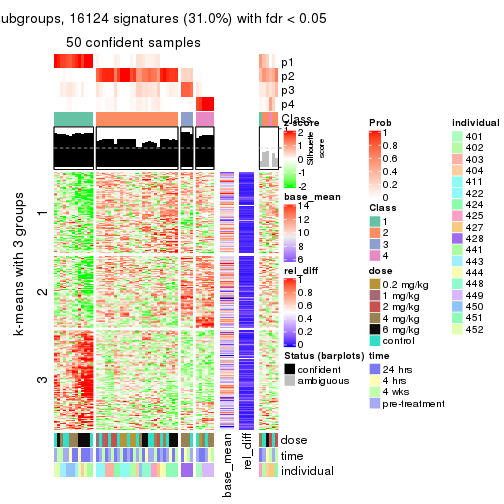 ubgroups, 16124 signatures (31.0%) with fdr < 0.05
50 confident samples
p1
p2
p3
p4
Class
Silhouette
score
k-means with 3 groups
1
2
3
dose
time
individual
base_mean
rel_diff
z-score
2
1
0
-1
-2
base_mean
14
12
10
8
6
rel_diff
1
0.8
0.6
0.4
0.2
0
Status (barplots)
confident
ambiguous
Prob
1
0.8
0.6
0.4
0.2
0
Class
1
2
3
4
dose
0.2 mg/kg
1 mg/kg
2 mg/kg
4 mg/kg
6 mg/kg
control
time
24 hrs
4 hrs
4 wks
pre-treatment
individual
401
402
403
404
411
422
424
425
427
428
441
443
444
448
449
450
451
452